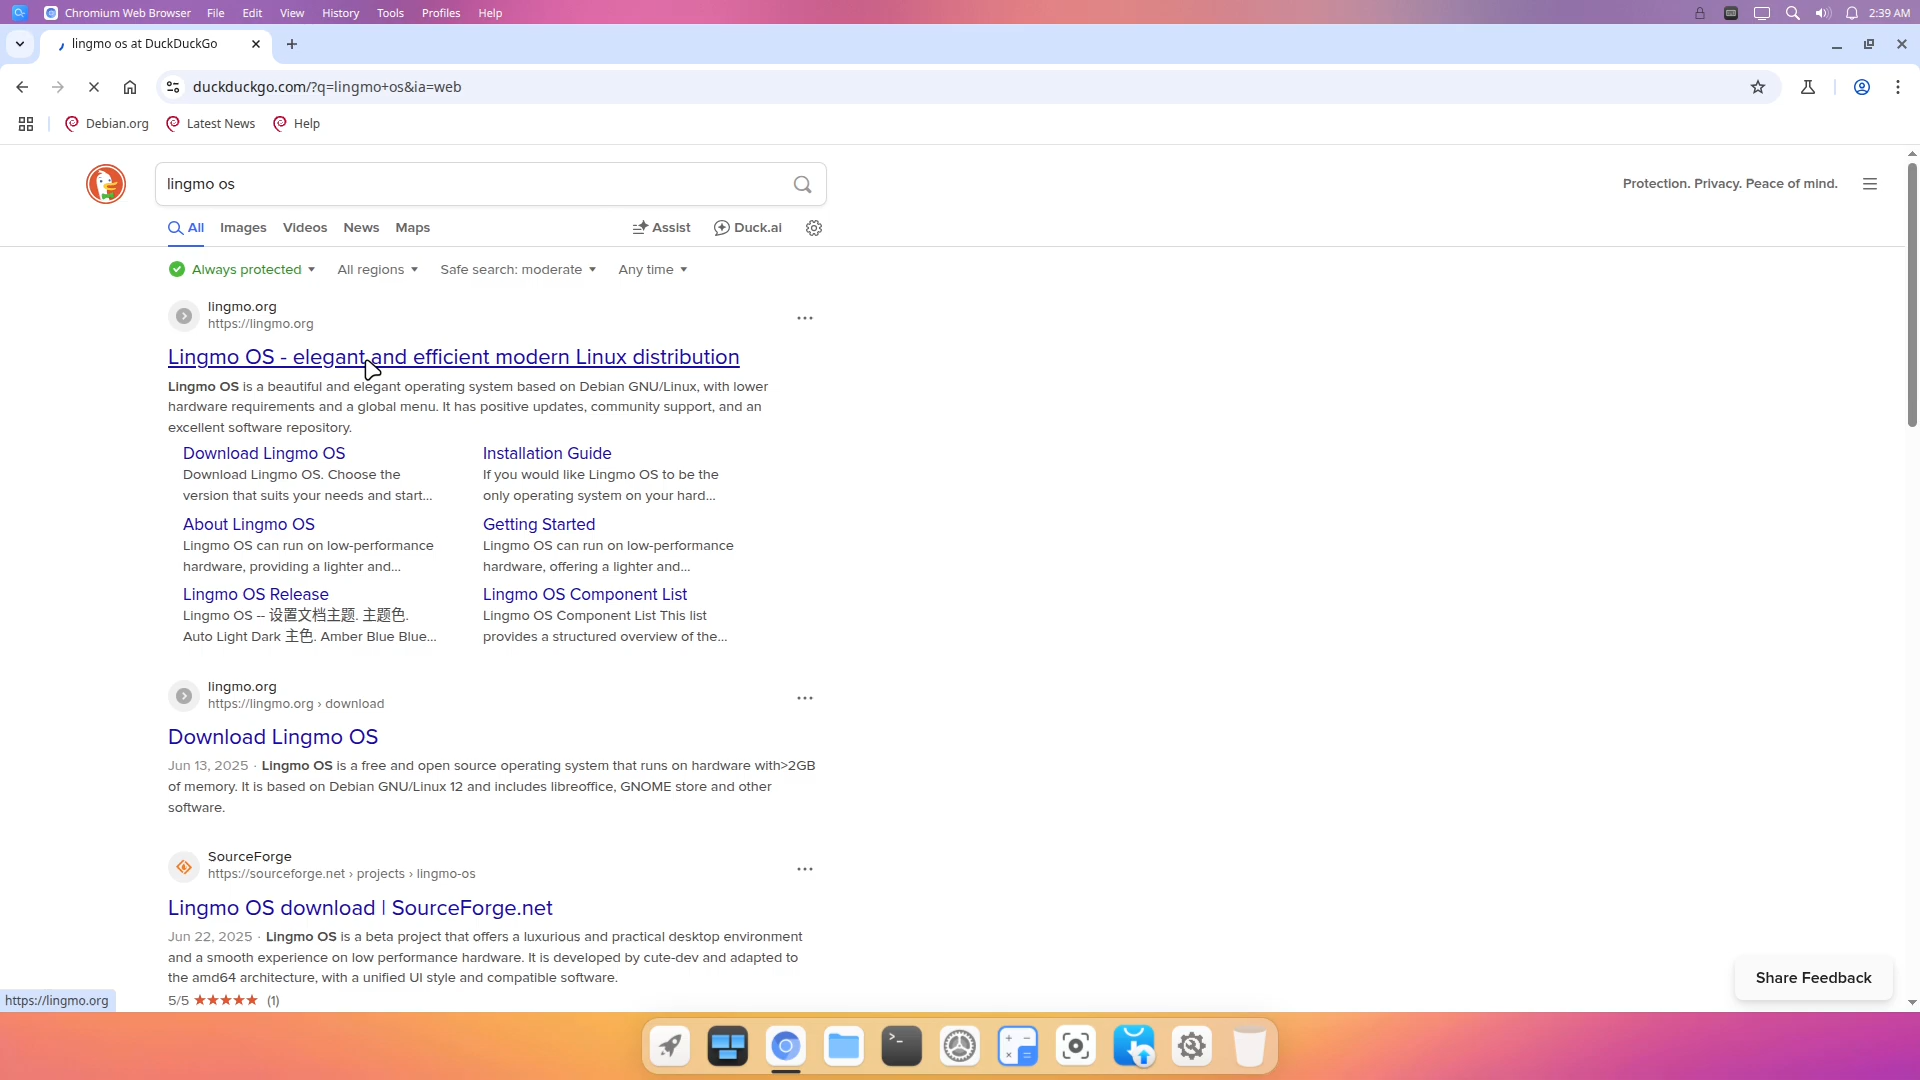 Chromium Web Browser File Edit View History Tools Profiles Help 2:39 AM
lingmo os at DuckDuckGo
duckduckgo.com/?q=lingmo+os&ia=web
Debian.org Latest News Help
lingmo os
Protection. Privacy. Peace of mind.
All Images Videos News Maps Assist Duck.ai
Always protected All regions Safe search: moderate Any time
lingmo.org
https://lingmo.org
Lingmo OS - elegant and efficient modern Linux distribution
Lingmo OS is a beautiful and elegant operating system based on Debian GNU/Linux, with lower
hardware requirements and a global menu. It has positive updates, community support, and an
excellent software repository.
Download Lingmo OS
Download Lingmo OS. Choose the
version that suits your needs and start...
Installation Guide
If you would like Lingmo OS to be the
only operating system on your hard...
About Lingmo OS
Lingmo OS can run on low-performance
hardware, providing a lighter and...
Getting Started
Lingmo OS can run on low-performance
hardware, offering a lighter and...
Lingmo OS Release
Lingmo OS -- 设置文档主题. 主题色.
Auto Light Dark 主色. Amber Blue Blue...
Lingmo OS Component List
Lingmo OS Component List This list
provides a structured overview of the...
lingmo.org
https://lingmo.org › download
Download Lingmo OS
Jun 13, 2025 · Lingmo OS is a free and open source operating system that runs on hardware with>2GB
of memory. It is based on Debian GNU/Linux 12 and includes libreoffice, GNOME store and other
software.
SourceForge
https://sourceforge.net › projects › lingmo-os
Lingmo OS download | SourceForge.net
Jun 22, 2025 · Lingmo OS is a beta project that offers a luxurious and practical desktop environment
and a smooth experience on low performance hardware. It is developed by cute-dev and adapted to
the amd64 architecture, with a unified UI style and compatible software.
5/5 ★★★★★ (1)
Share Feedback
https://lingmo.org